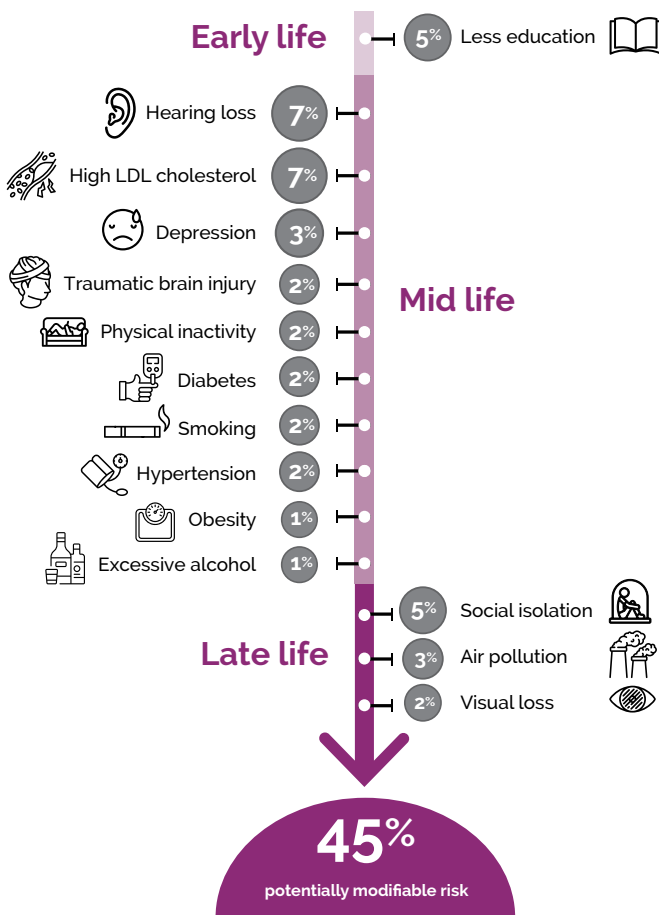 Early life
5% Less education
Hearing loss 7%
High LDL cholesterol 7%
Depression 3%
Traumatic brain injury 2%
Mid life
Physical inactivity 2%
Diabetes 2%
Smoking 2%
Hypertension 2%
Obesity 1%
Excessive alcohol 1%
5% Social isolation
Late life
3% Air pollution
2% Visual loss
45%
potentially modifiable risk